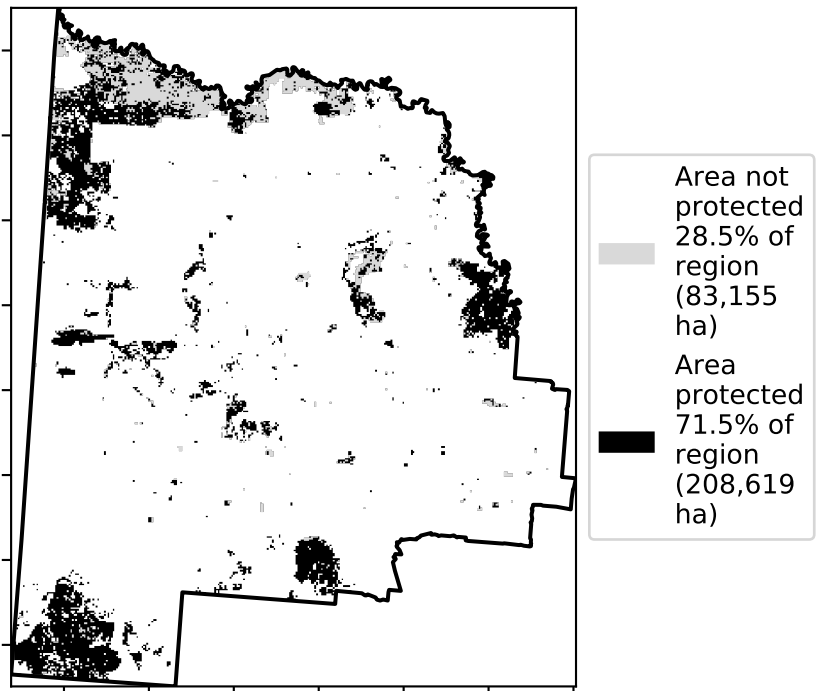 Area not
protected
28.5% of
region
(83,155
ha)
Area
protected
71.5% of
region
(208,619
ha)